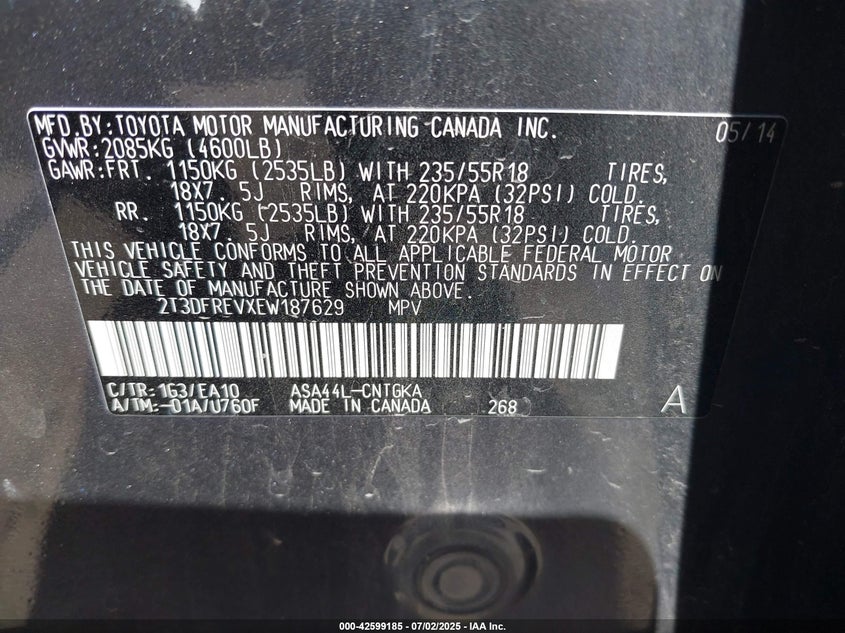 MFD.BY:TOYOTA MOTOR MANUFACTURING CANADA INC. 05/14
GVWR:2085KG (4600LB)
GAWR:FRT. 1150KG (2535LB) WITH 235/55R18 TIRES,
18X7 .5J RIMS, AT 220KPA (32PSI) COLD.
RR. 1150KG (2535LB) WITH 235/55R18 TIRES,
18X7 .5J RIMS, AT 220KPA (32PSI) COLD.
THIS VEHICLE CONFORMS TO ALL APPLICABLE FEDERAL MOTOR
VEHICLE SAFETY AND THEFT PREVENTION STANDARDS IN EFFECT ON
THE DATE OF MANUFACTURE SHOWN ABOVE.
2T3DFREVXEW187629 MPV
C/TR:1G3/EA10 ASA44L-CNTGKA
A/TM:-01A/U760F MADE IN CANADA 268 A
000-42599185 - 07/02/2025 - IAA Inc.